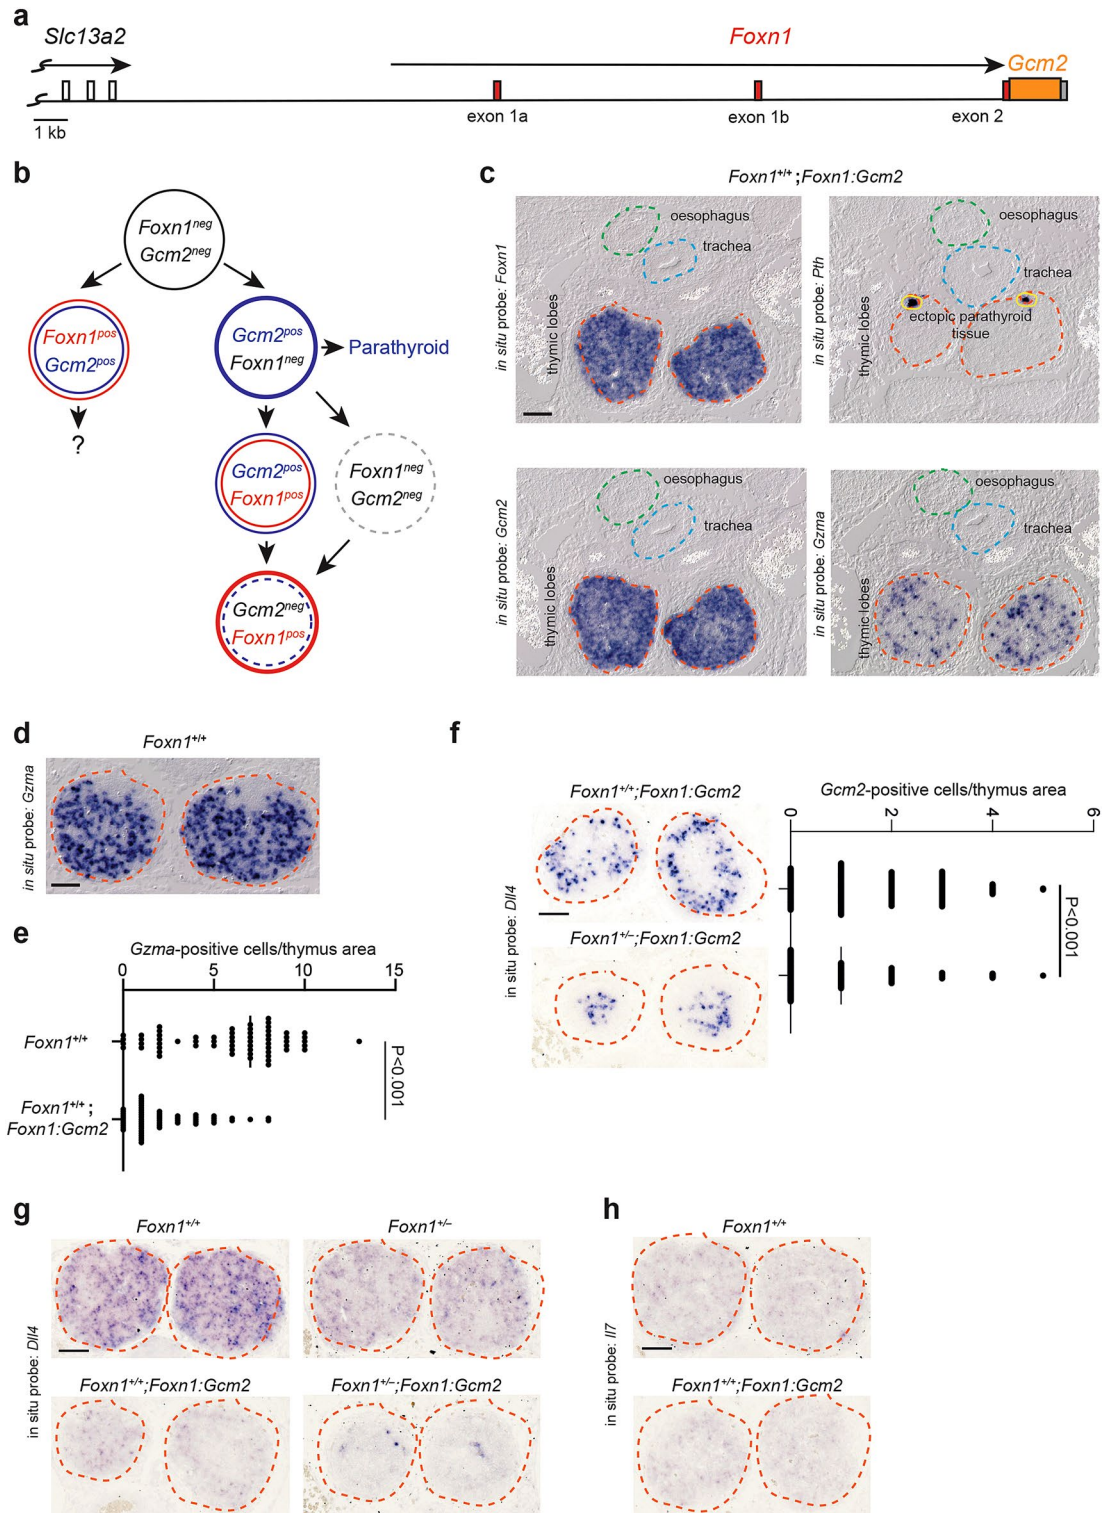 a
Slc13a2
Foxn1
Gcm2
exon 1a
exon 1b
exon 2
1 kb
b
Foxn1neg
Gcm2neg
Foxn1pos
Gcm2pos
?
Gcm2pos
Foxn1neg
Parathyroid
Gcm2pos
Foxn1pos
Foxn1neg
Gcm2neg
Gcm2neg
Foxn1pos
c
Foxn1+/+;Foxn1:Gcm2
in situ probe: Foxn1
oesophagus
trachea
thymic lobes
in situ probe: Pth
oesophagus
trachea
ectopic parathyroid
tissue
thymic lobes
in situ probe: Gcm2
oesophagus
trachea
thymic lobes
in situ probe: Gzma
oesophagus
trachea
thymic lobes
d
Foxn1+/+
in situ probe: Gzma
e
Gzma-positive cells/thymus area
0 5 10 15
Foxn1+/+
Foxn1+/+;
Foxn1:Gcm2
P<0.001
f
Foxn1+/+;Foxn1:Gcm2
Foxn1+/–;Foxn1:Gcm2
in situ probe: Dll4
Gcm2-positive cells/thymus area
0 2 4 6
P<0.001
g
Foxn1+/+
Foxn1+/–
in situ probe: Dll4
Foxn1+/+;Foxn1:Gcm2
Foxn1+/–;Foxn1:Gcm2
h
Foxn1+/+
in situ probe: Il7
Foxn1+/+;Foxn1:Gcm2